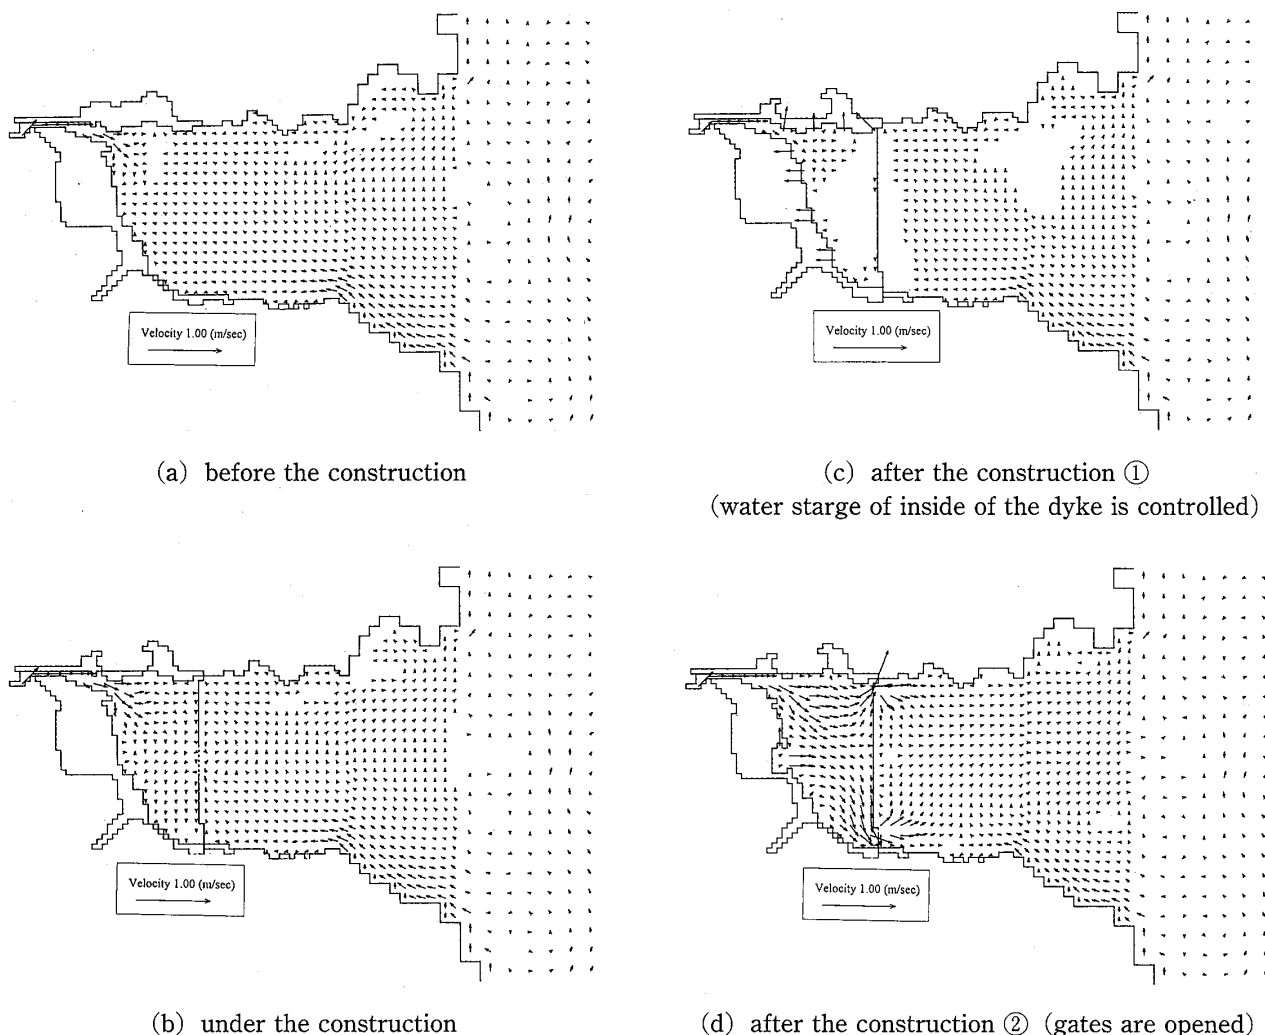 Velocity 1.00 (m/sec)
(a) before the construction
Velocity 1.00 (m/sec)
(c) after the construction ①
(water starge of inside of the dyke is controlled)
Velocity 1.00 (m/sec)
(b) under the construction
Velocity 1.00 (m/sec)
(d) after the construction ② (gates are opened)